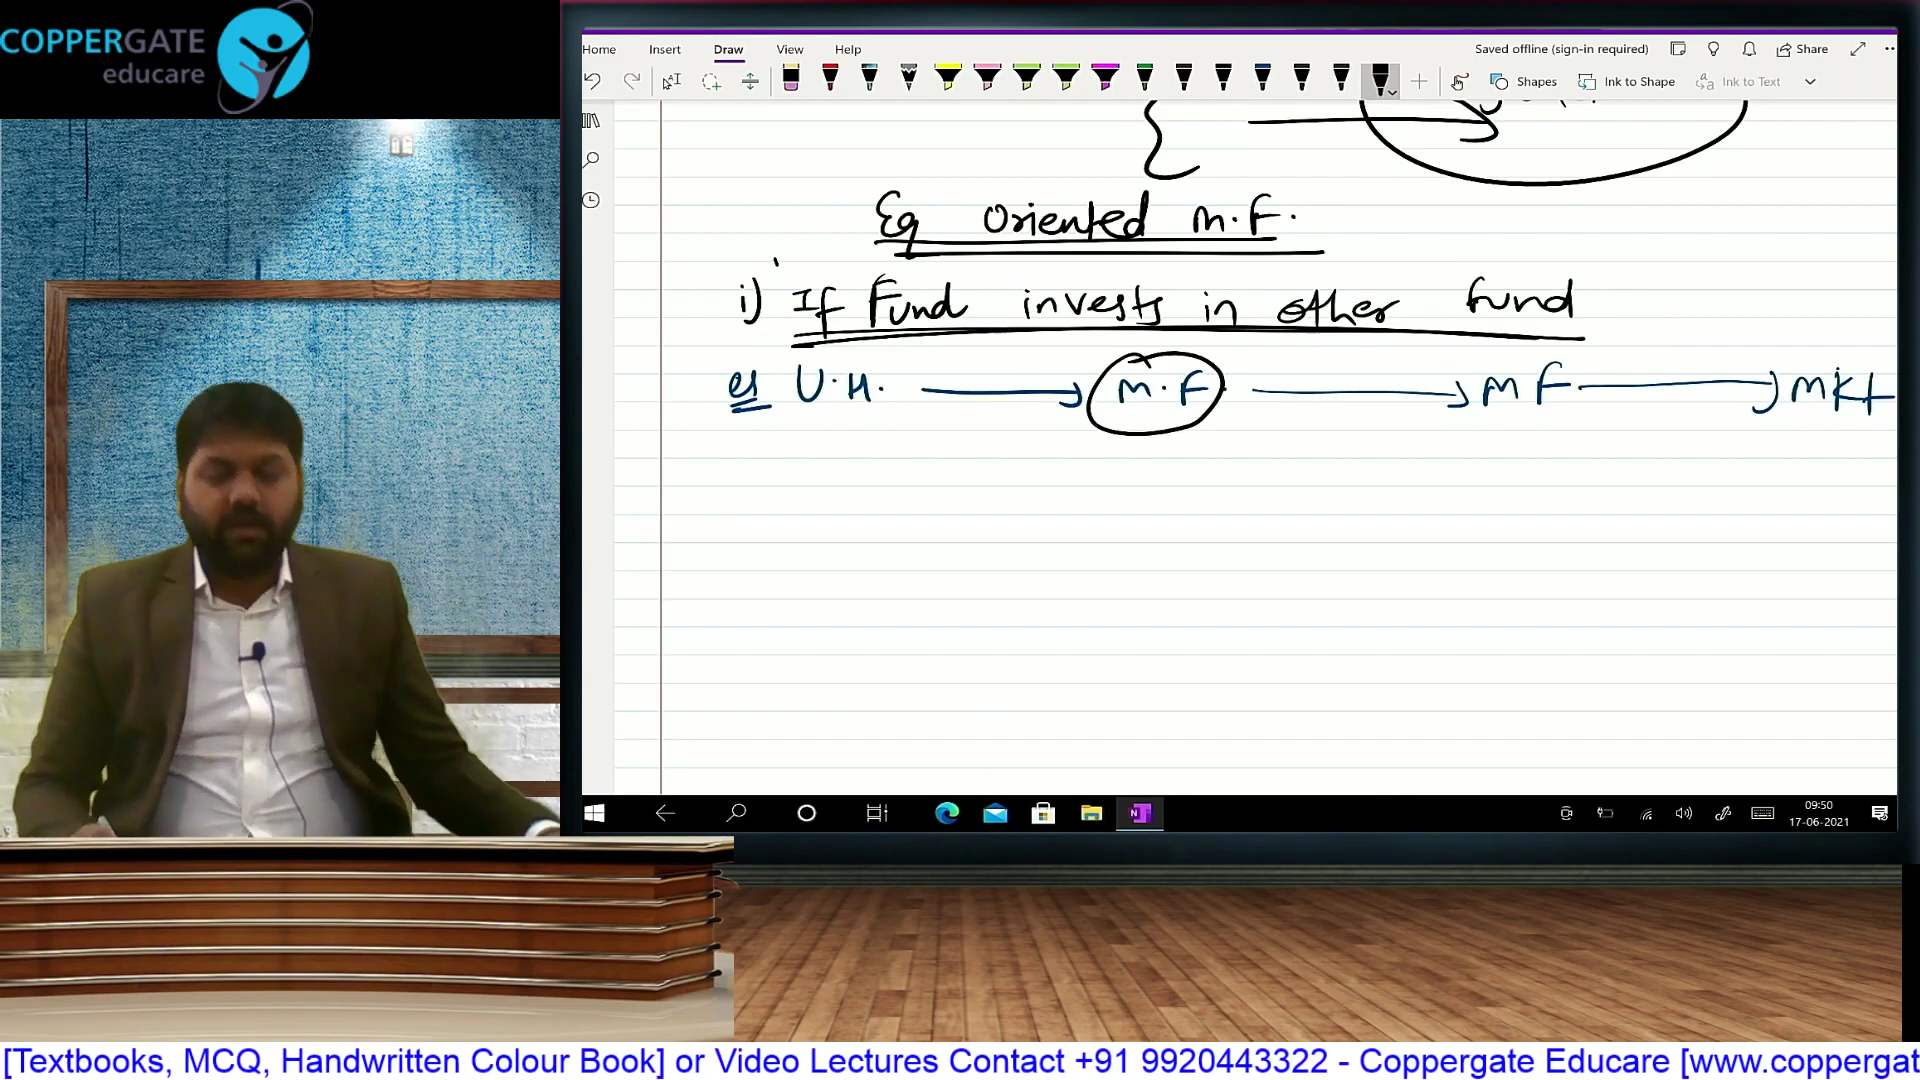 COPPERGATE
educare
Home Insert Draw View Help
Saved offline (sign-in required) Share
Shapes Ink to Shape Ink to Text
Eq Oriented M.F.
i) If Fund invests in other fund
eg U.H. M.F M F Mkt
09:50
17-06-2021
[Textbooks, MCQ, Handwritten Colour Book] or Video Lectures Contact +91 9920443322 - Coppergate Educare [www.coppergat